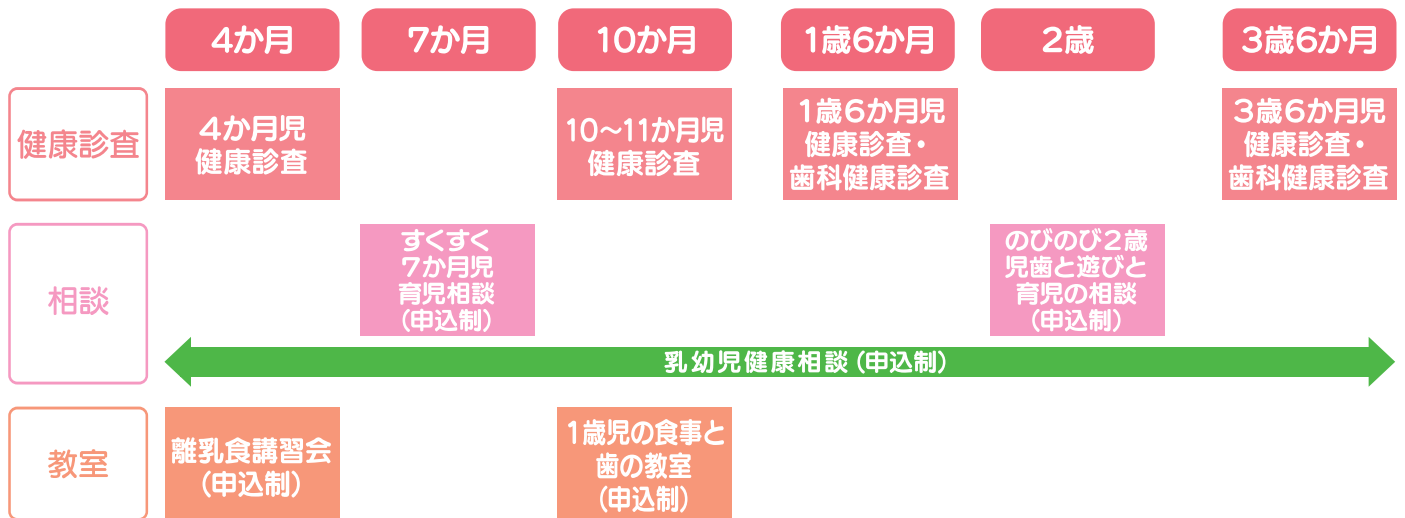 4か月
7か月
10か月
1歳6か月
2歳
3歳6か月
健康診査
4か月児
健康診査
10～11か月児
健康診査
1歳6か月児
健康診査・
歯科健康診査
3歳6か月児
健康診査・
歯科健康診査
相談
すくすく
7か月児
育児相談
（申込制）
のびのび2歳
児歯と遊びと
育児の相談
（申込制）
乳幼児健康相談（申込制）
教室
離乳食講習会
（申込制）
1歳児の食事と
歯の教室
（申込制）